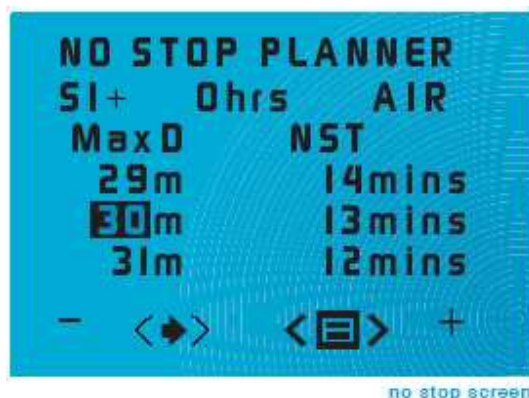 NO STOP PLANNER
SI+ 0hrs AIR
MaxD NST
29m 14mins
30m 13mins
31m 12mins
- < > < > +
no stop screen